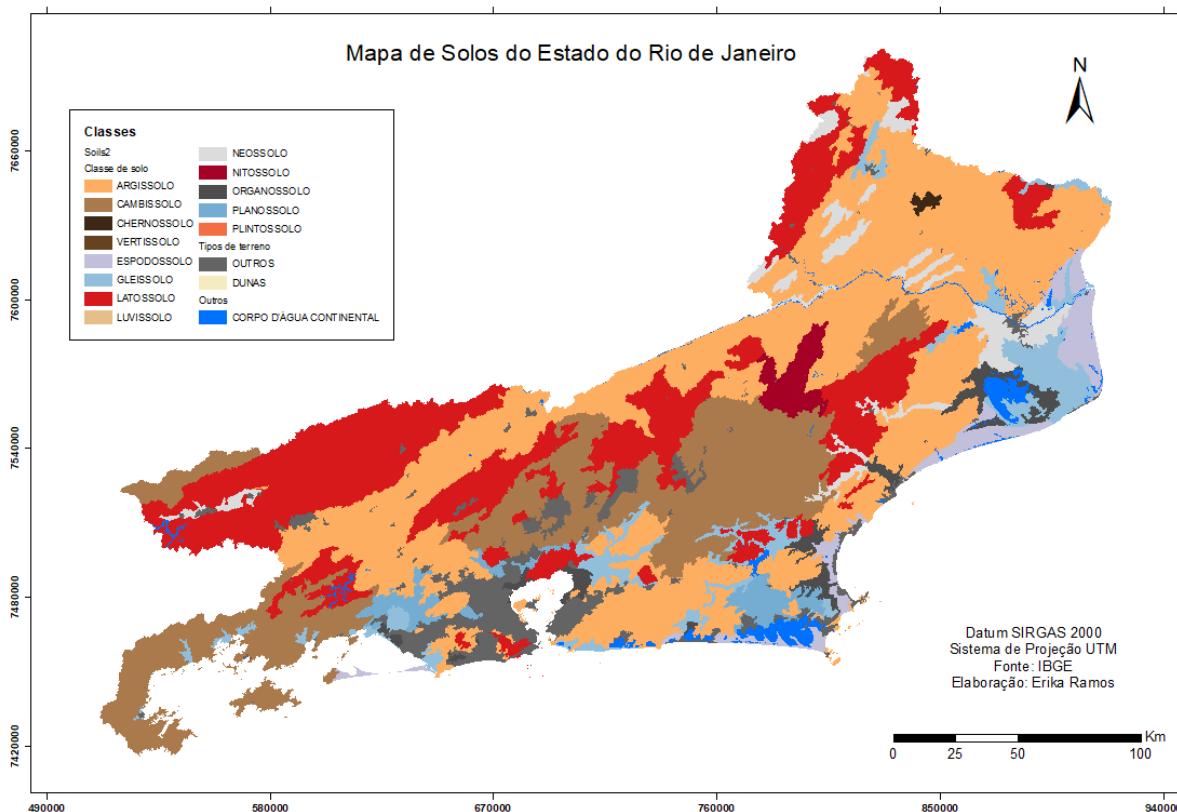 Mapa de Solos do Estado do Rio de Janeiro
N
Classes
Soils2
Classe de solo
ARGISSOLO
CAMBISSOLO
CHERNOSSOLO
VERTISSOLO
ESPODOSSOLO
GLEISSOLO
LATOSSOLO
LUVISSOLO
NEOSSOLO
NITOSSOLO
ORGANOSSOLO
PLANOSSOLO
PLINTOSSOLO
Tipos de terreno
OUTROS
DUNAS
Outros
CORPO D'ÁGUA CONTINENTAL
7660000
7600000
7540000
7480000
7420000
Datum SIRGAS 2000
Sistema de Projeção UTM
Fonte: IBGE
Elaboração: Erika Ramos
Km
0 25 50 100
490000 580000 670000 760000 850000 940000